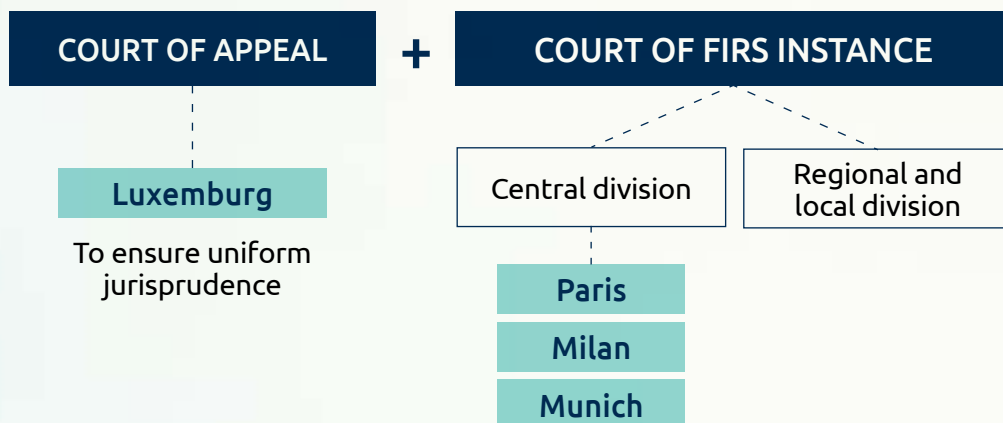 COURT OF APPEAL
+
COURT OF FIRS INSTANCE
Luxemburg
To ensure uniform
jurisprudence
Central division
Regional and
local division
Paris
Milan
Munich